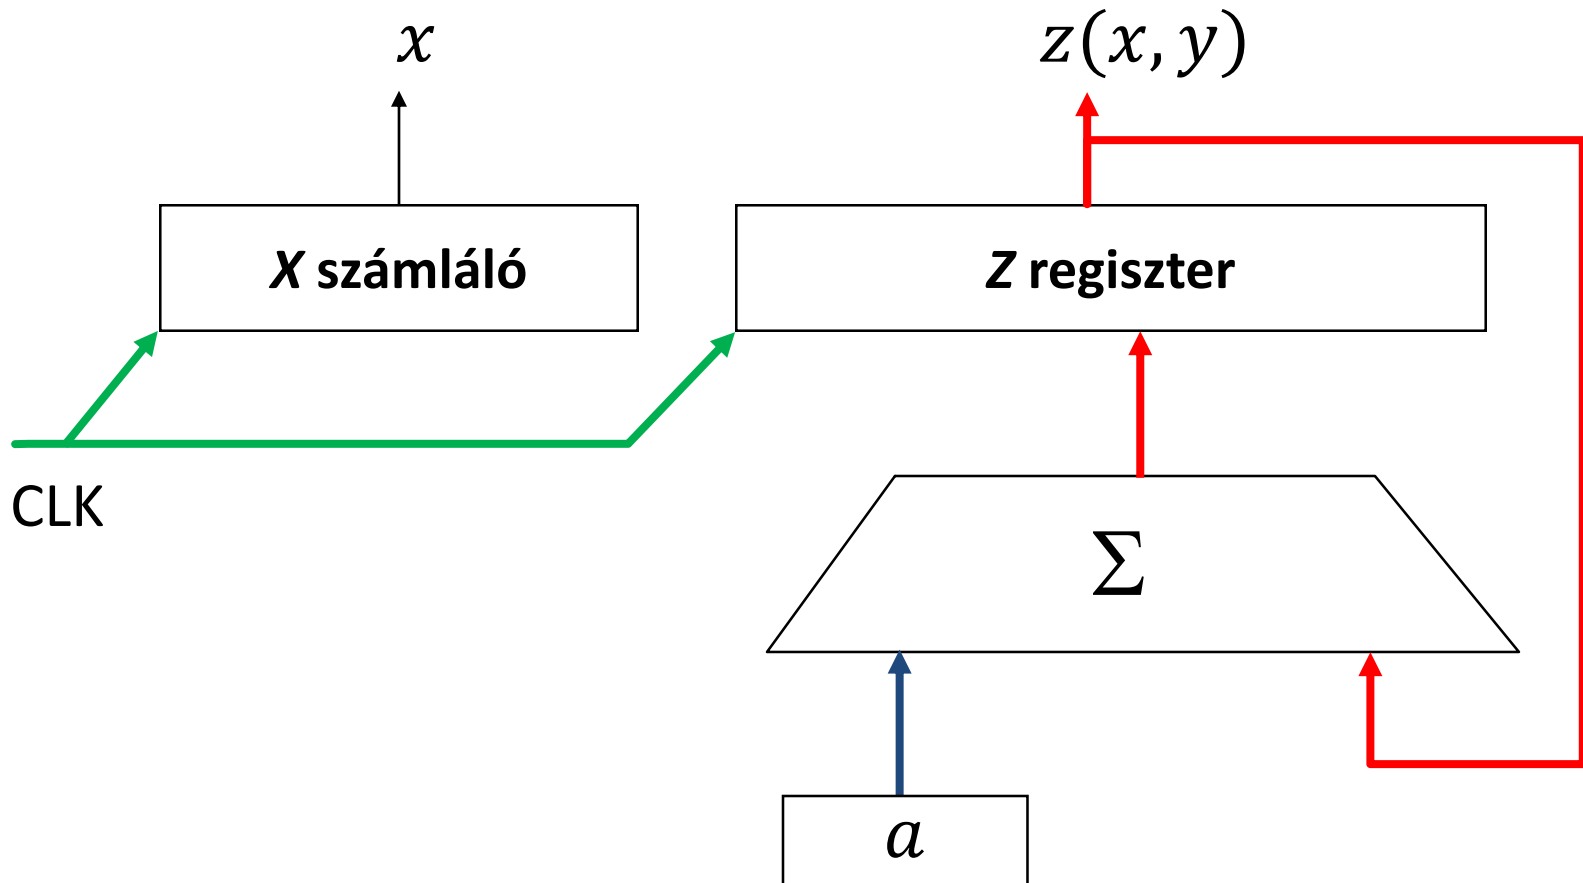 x
z(x, y)
X számláló
Z regiszter
CLK
Σ
a